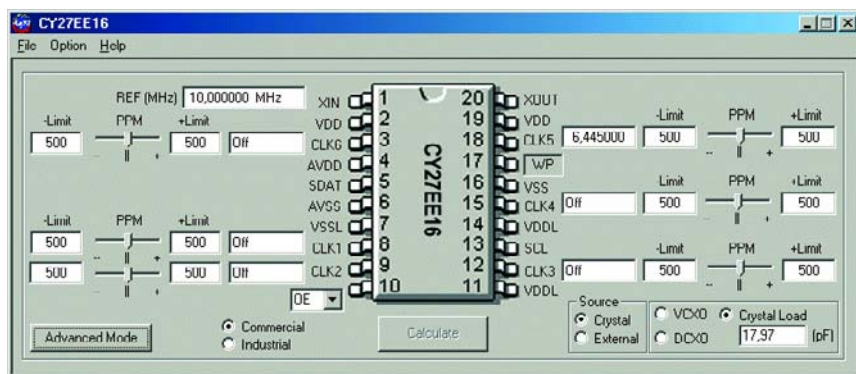 CY27EE16
File Option Help
REF (MHz) 10,000000 MHz
-Limit PPM +Limit
500 500 Off
-- || +
-Limit PPM +Limit
500 500 Off
-- || +
500 500 Off
-- || +
XIN 1
VDD 2
CLK6 3
AVDD 4
SDAT 5
AVSS 6
VSSL 7
CLK1 8
CLK2 9
OE 10
CY27EE16
20 XOUT
19 VDD
18 CLK5 6,445000
17 WP
16 VSS
15 CLK4 Off
14 VDDL
13 SCL
12 CLK3 Off
11 VDDL
-Limit PPM +Limit
500 500
-- || +
Limit PPM +Limit
500 500
-- || +
-Limit PPM +Limit
500 500
-- || +
Advanced Mode
Commercial
Industrial
Calculate
Source
Crystal
External
VCXO
DCXO
Crystal Load
17,97 (pF)